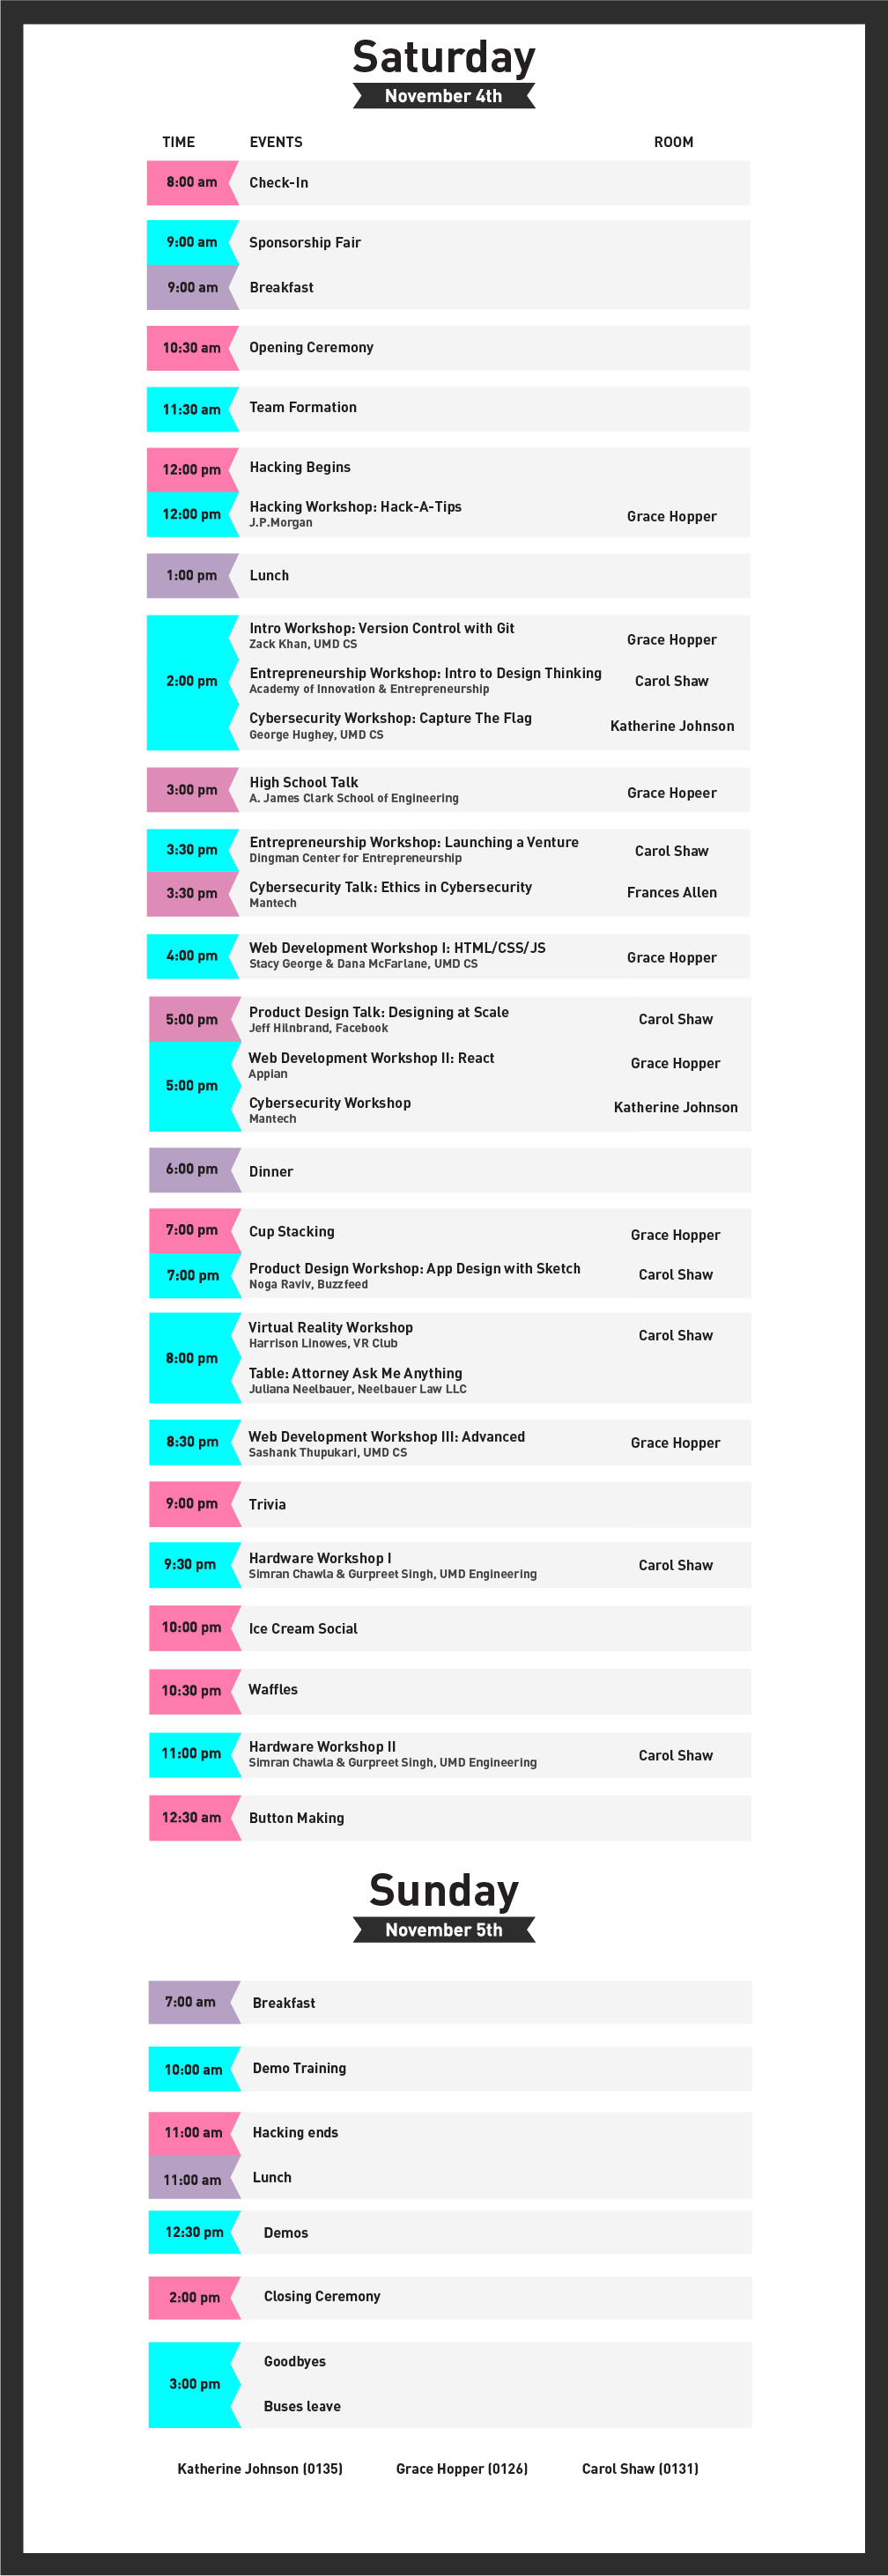 Saturday
November 4th
TIME EVENTS ROOM
8:00 am Check-In
9:00 am Sponsorship Fair
9:00 am Breakfast
10:30 am Opening Ceremony
11:30 am Team Formation
12:00 pm Hacking Begins
12:00 pm Hacking Workshop: Hack-A-Tips
J.P.Morgan
Grace Hopper
1:00 pm Lunch
2:00 pm
Intro Workshop: Version Control with Git
Zack Khan, UMD CS
Grace Hopper
Entrepreneurship Workshop: Intro to Design Thinking
Academy of Innovation & Entrepreneurship
Carol Shaw
Cybersecurity Workshop: Capture The Flag
George Hughey, UMD CS
Katherine Johnson
3:00 pm High School Talk
A. James Clark School of Engineering
Grace Hopeer
3:30 pm Entrepreneurship Workshop: Launching a Venture
Dingman Center for Entrepreneurship
Carol Shaw
3:30 pm Cybersecurity Talk: Ethics in Cybersecurity
Mantech
Frances Allen
4:00 pm Web Development Workshop I: HTML/CSS/JS
Stacy George & Dana McFarlane, UMD CS
Grace Hopper
5:00 pm Product Design Talk: Designing at Scale
Jeff Hilnbrand, Facebook
Carol Shaw
5:00 pm
Web Development Workshop II: React
Appian
Grace Hopper
Cybersecurity Workshop
Mantech
Katherine Johnson
6:00 pm Dinner
7:00 pm Cup Stacking Grace Hopper
7:00 pm Product Design Workshop: App Design with Sketch
Noga Raviv, Buzzfeed
Carol Shaw
8:00 pm
Virtual Reality Workshop
Harrison Linowes, VR Club
Carol Shaw
Table: Attorney Ask Me Anything
Juliana Neelbauer, Neelbauer Law LLC
8:30 pm Web Development Workshop III: Advanced
Sashank Thupukari, UMD CS
Grace Hopper
9:00 pm Trivia
9:30 pm Hardware Workshop I
Simran Chawla & Gurpreet Singh, UMD Engineering
Carol Shaw
10:00 pm Ice Cream Social
10:30 pm Waffles
11:00 pm Hardware Workshop II
Simran Chawla & Gurpreet Singh, UMD Engineering
Carol Shaw
12:30 am Button Making
Sunday
November 5th
7:00 am Breakfast
10:00 am Demo Training
11:00 am Hacking ends
11:00 am Lunch
12:30 pm Demos
2:00 pm Closing Ceremony
3:00 pm
Goodbyes
Buses leave
Katherine Johnson (0135) Grace Hopper (0126) Carol Shaw (0131)